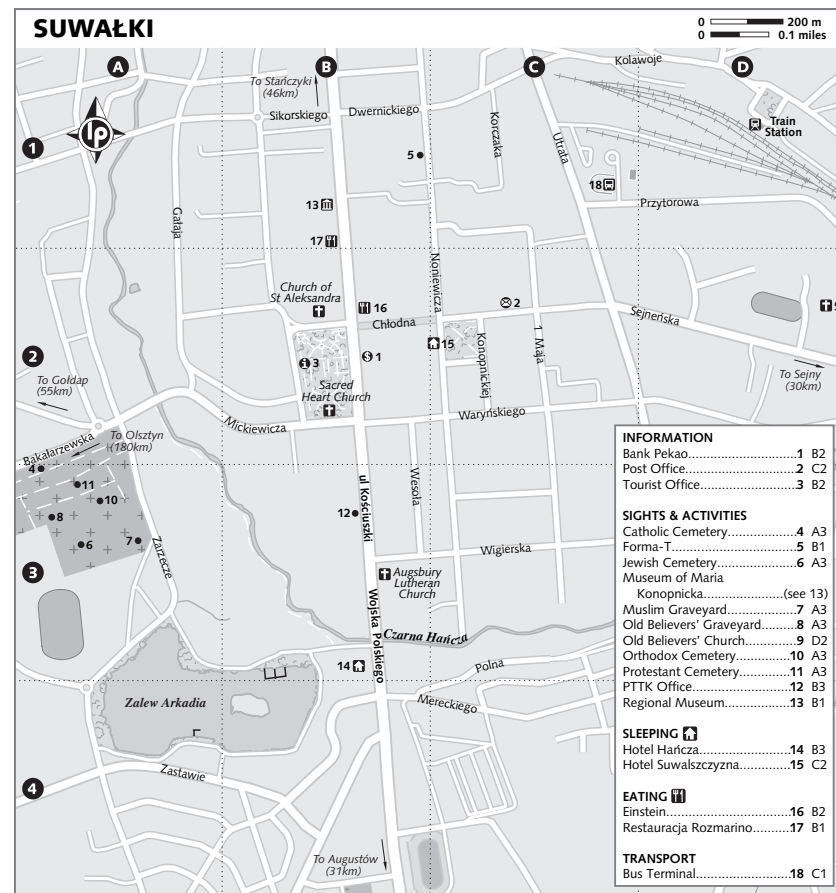 SUWAŁKI
0 200 m
0 0.1 miles
A
B
C
D
1
2
3
4
lp
To Stańczyki
(46km)
Sikorskiego
Dwernickiego
Korczaka
Kolawoje
Utrata
Train
Station
5
18
Przytorowa
13
17
Gałaja
Noniewicza
Church of
St Aleksandra
16
2
Chłodna
Sejneńska
9
15
3
1
Sacred
Heart Church
Konopnickiej
1 Maja
To Sejny
(30km)
To Gołdap
(55km)
Mickiewicza
Waryńskiego
Bakałarzewska
To Olsztyn
(180km)
4
11
10
8
6
7
Zarzecze
12
ul Kościuszki
Wesoła
Wigierska
Augsbury
Lutheran
Church
Wojska Polskiego
Czarna Hańcza
14
Polna
Mereckiego
Zalew Arkadia
Zastawie
To Augustów
(31km)
INFORMATION
Bank Pekao 1 B2
Post Office 2 C2
Tourist Office 3 B2
SIGHTS & ACTIVITIES
Catholic Cemetery 4 A3
Forma-T 5 B1
Jewish Cemetery 6 A3
Museum of Maria
Konopnicka (see 13)
Muslim Graveyard 7 A3
Old Believers' Graveyard 8 A3
Old Believers' Church 9 D2
Orthodox Cemetery 10 A3
Protestant Cemetery 11 A3
PTTK Office 12 B3
Regional Museum 13 B1
SLEEPING
Hotel Hańcza 14 B3
Hotel Suwalszczyzna 15 C2
EATING
Einstein 16 B2
Restauracja Rozmarino 17 B1
TRANSPORT
Bus Terminal 18 C1